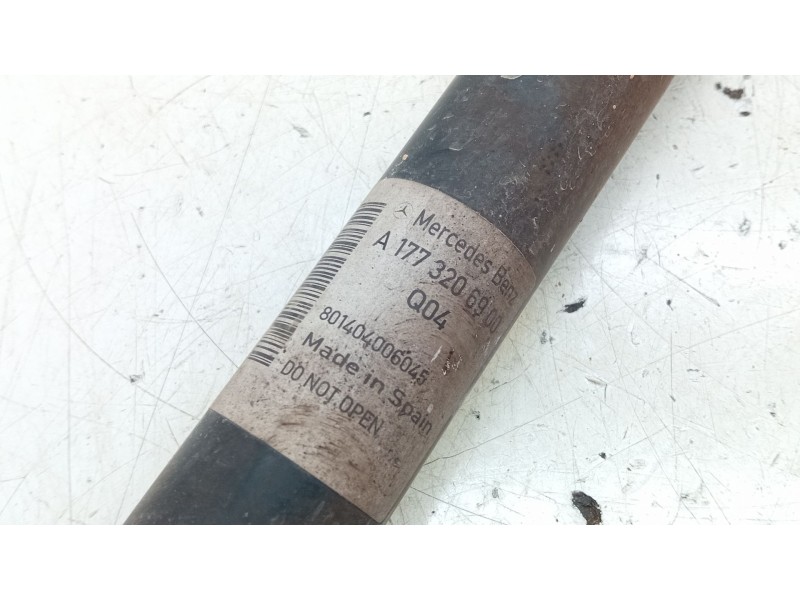 Mercedes Benz
A 177 320 69 00
Q04
801404006045
Made in Spain
DO NOT OPEN